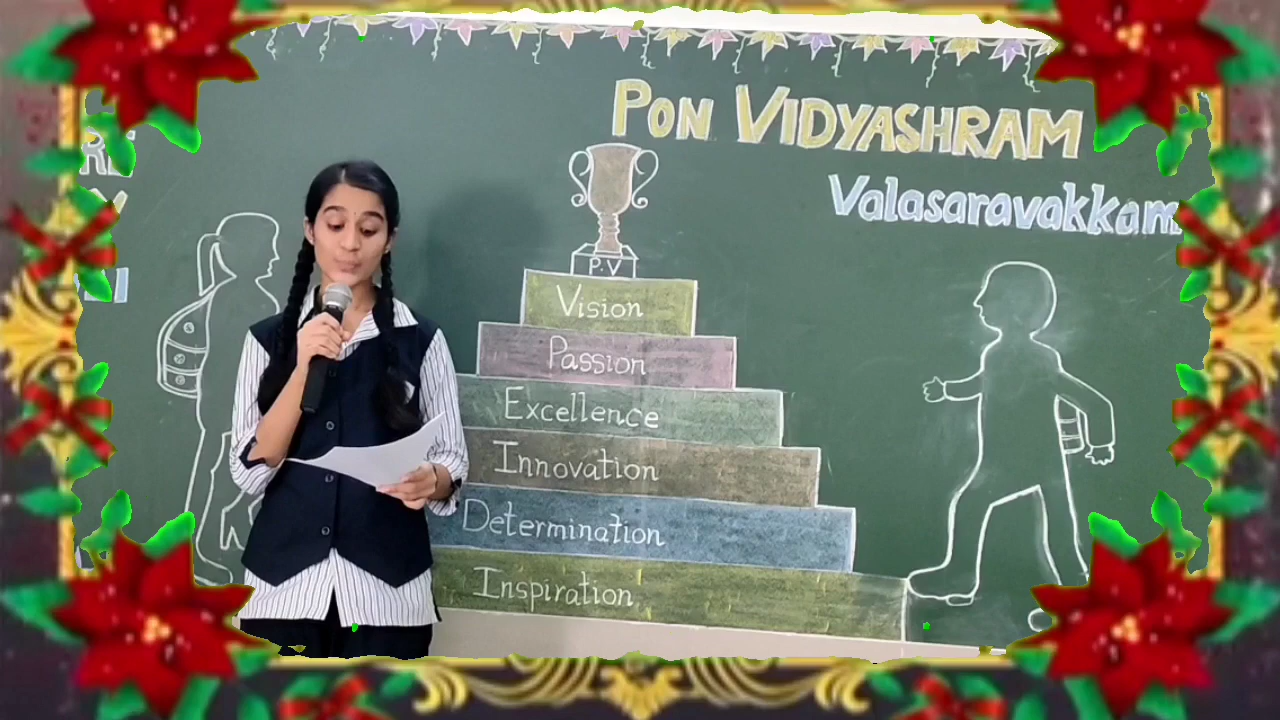 PON VIDYASHRAM
Valasaravakkam
P.V
Vision
Passion
Excellence
Innovation
Determination
Inspiration